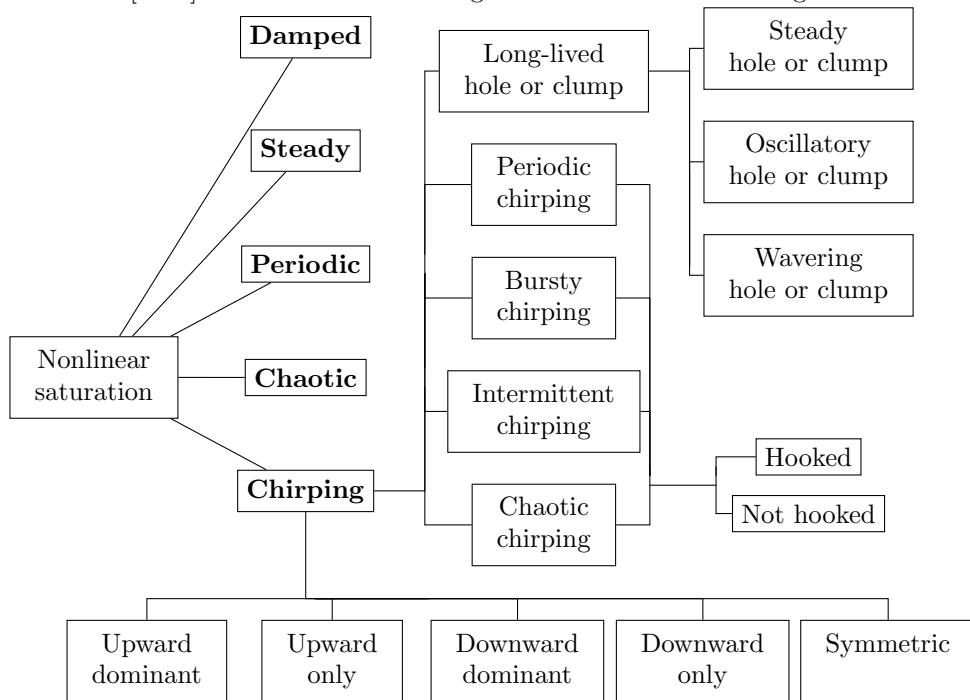 Damped
Steady
Periodic
Nonlinear
saturation
Chaotic
Chirping
Long-lived
hole or clump
Periodic
chirping
Bursty
chirping
Intermittent
chirping
Chaotic
chirping
Steady
hole or clump
Oscillatory
hole or clump
Wavering
hole or clump
Hooked
Not hooked
Upward
dominant
Upward
only
Downward
dominant
Downward
only
Symmetric